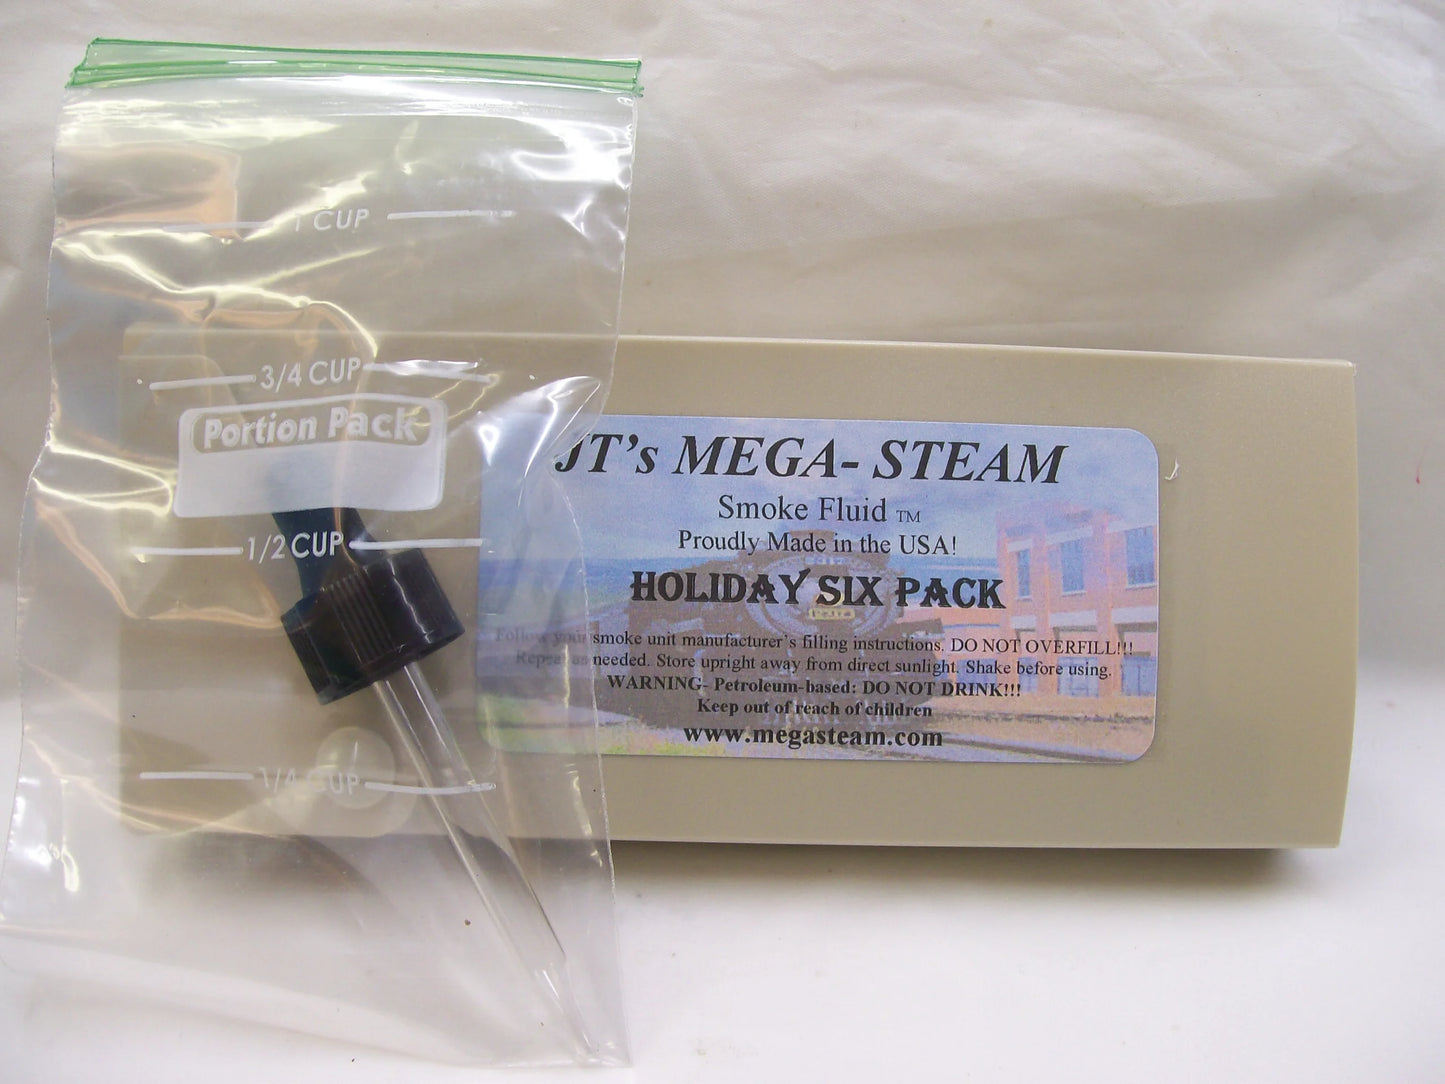 1 CUP
3/4 CUP
Portion Pack
1/2 CUP
1/4 CUP
JT's MEGA- STEAM
Smoke Fluid TM
Proudly Made in the USA!
HOLIDAY SIX PACK
Follow your smoke unit manufacturer's filling instructions. DO NOT OVERFILL!!!
Repeat as needed. Store upright away from direct sunlight. Shake before using.
WARNING- Petroleum-based: DO NOT DRINK!!!
Keep out of reach of children
www.megasteam.com